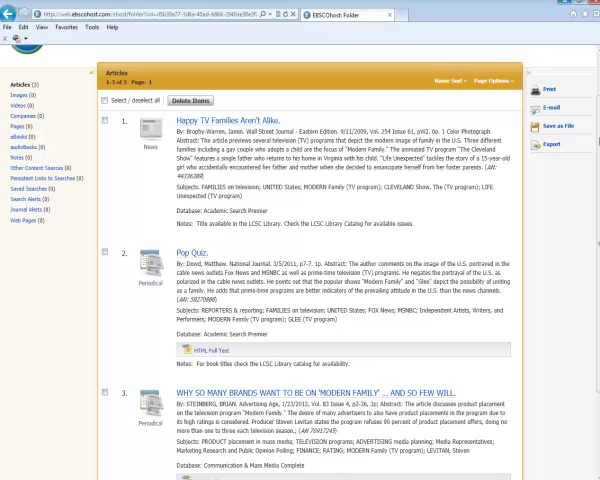 EBSCOhost: Folder
File Edit View Favorites Tools Help
Articles (3)
Images (0)
Videos (0)
Companies (0)
Pages (0)
eBooks (0)
audiobooks (0)
Notes (0)
Other Content Sources (0)
Persistent Links to Searches (0)
Saved Searches (0)
Search Alerts (0)
Journal Alerts (0)
Web Pages (0)
«
Articles
1-3 of 3 Page: 1
Name Sort Page Options
Select / deselect all Delete Items
1.
News
Happy TV Families Aren't Alike.
By: Brophy-Warren, Jamin. Wall Street Journal - Eastern Edition. 9/11/2009, Vol. 254 Issue 61, pW2. 0p. 1 Color Photograph.
Abstract: The article previews several television (TV) programs that depict the modern image of family in the U.S. Three different
families including a gay couple who adopts a child are the focus of "Modern Family." The annimated TV program "The Cleveland
Show" features a single father who returns to his home in Virginia with his child. "Life Unexpected" tackles the story of a 15-year-old
girl who accidentally encountered her father and mother when she decided to emancipate herself from her foster parents. (AN:
44336389)
Subjects: FAMILIES on television; UNITED States; MODERN Family (TV program); CLEVELAND Show, The (TV program); LIFE
Unexpected (TV program)
Database: Academic Search Premier
Notes: Title available in the LCSC Library. Check the LCSC Library Catalog for available issues.
2.
Periodical
Pop Quiz.
By: Dowd, Matthew. National Journal. 3/5/2011, p7-7. 1p. Abstract: The author comments on the image of the U.S. portrayed in the
cable news outlets Fox News and MSNBC as well as prime-time television (TV) programs. He negates the portrayal of the U.S. as
polarized in the cable news outlets. He points out that the popular shows "Modern Family" and "Glee" depict the possibility of uniting
as a family. He adds that prime-time programs are better indicators of the prevailing attitude in the U.S. than the news channels.
(AN: 59270888)
Subjects: REPORTERS & reporting; FAMILIES on television; UNITED States; FOX News; MSNBC; Independent Artists, Writers, and
Performers; MODERN Family (TV program); GLEE (TV program)
Database: Academic Search Premier
HTML Full Text
Notes: For book titles check the LCSC Library catalog for availability.
3.
Periodical
WHY SO MANY BRANDS WANT TO BE ON 'MODERN FAMILY' ... AND SO FEW WILL.
By: STEINBERG, BRIAN. Advertising Age, 1/23/2012, Vol. 83 Issue 4, p2-36, 3p; Abstract: The article discusses product placement
on the television program "Modern Family." The desire of many advertisers to also have product placements in the program due to
its high ratings is considered. Producer Steven Levitan states the program refuses 90 percent of product placement offers, doing no
more than one to three each television season.; (AN 70917245)
Subjects: PRODUCT placement in mass media; TELEVISION programs; ADVERTISING media planning; Media Representatives;
Marketing Research and Public Opinion Polling; FINANCE; RATING; MODERN Family (TV program); LEVITAN, Steven
Database: Communication & Mass Media Complete
»
Print
E-mail
Save as File
Export